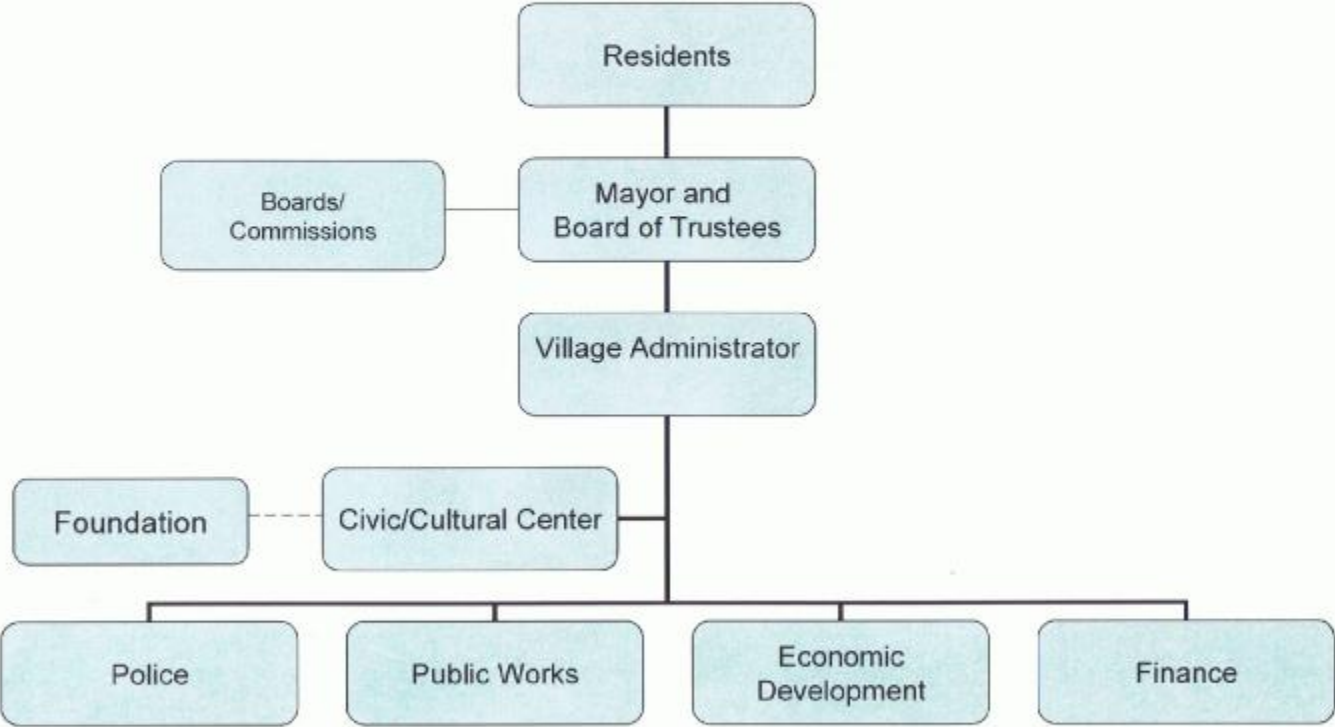 Residents
Boards/
Commissions
Mayor and
Board of Trustees
Village Administrator
Foundation
Civic/Cultural Center
Police
Public Works
Economic
Development
Finance